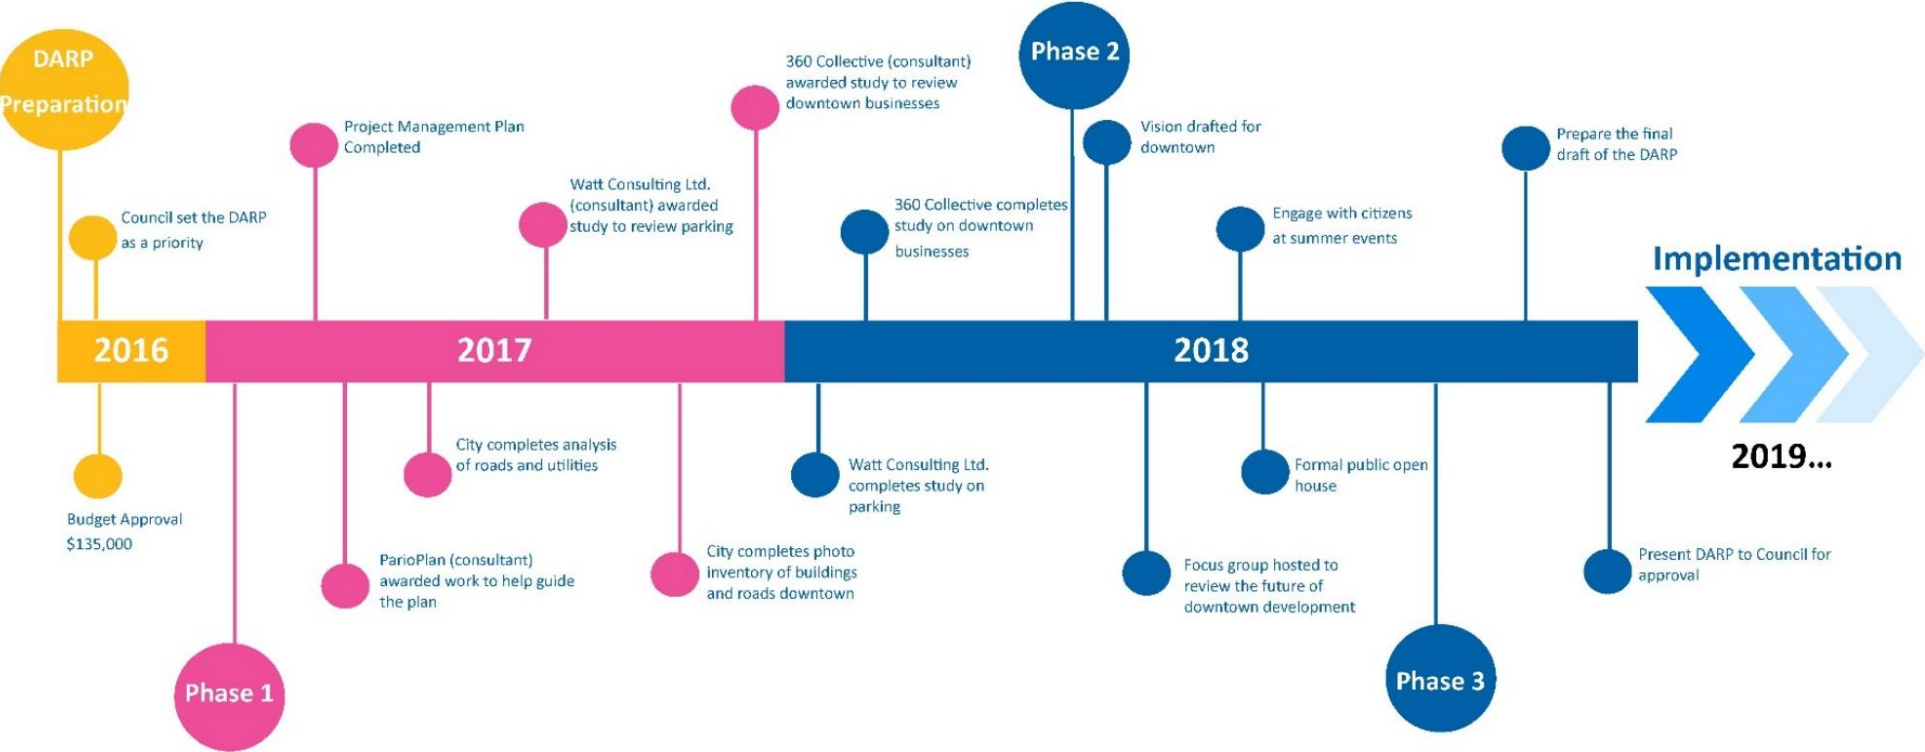 DARP
Preparation
Council set the DARP
as a priority
Budget Approval
$135,000
2016
Phase 1
Project Management Plan
Completed
ParioPlan (consultant)
awarded work to help guide
the plan
City completes analysis
of roads and utilities
Watt Consulting Ltd.
(consultant) awarded
study to review parking
City completes photo
inventory of buildings
and roads downtown
360 Collective (consultant)
awarded study to review
downtown businesses
2017
Watt Consulting Ltd.
completes study on
parking
360 Collective completes
study on downtown
businesses
Phase 2
Vision drafted for
downtown
Focus group hosted to
review the future of
downtown development
Engage with citizens
at summer events
Formal public open
house
2018
Phase 3
Prepare the final
draft of the DARP
Present DARP to Council for
approval
Implementation
2019...